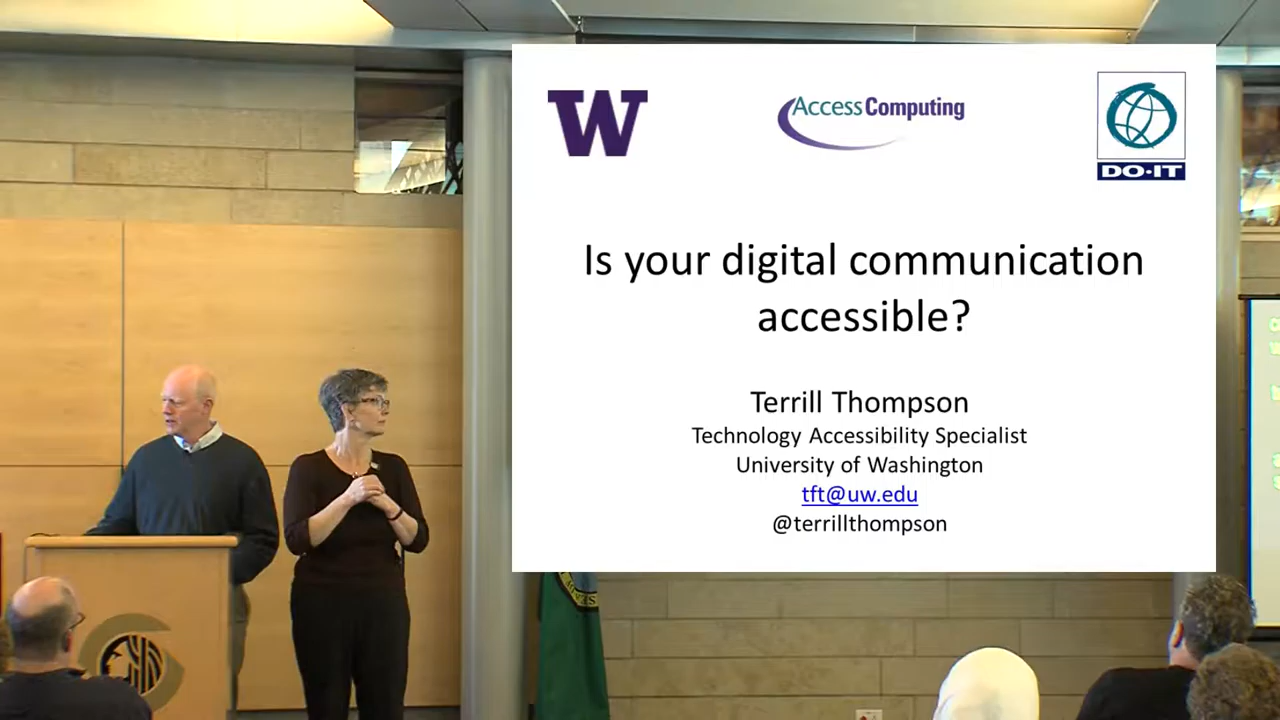 W
AccessComputing
DO-IT
Is your digital communication
accessible?
Terrill Thompson
Technology Accessibility Specialist
University of Washington
tft@uw.edu
@terrillthompson